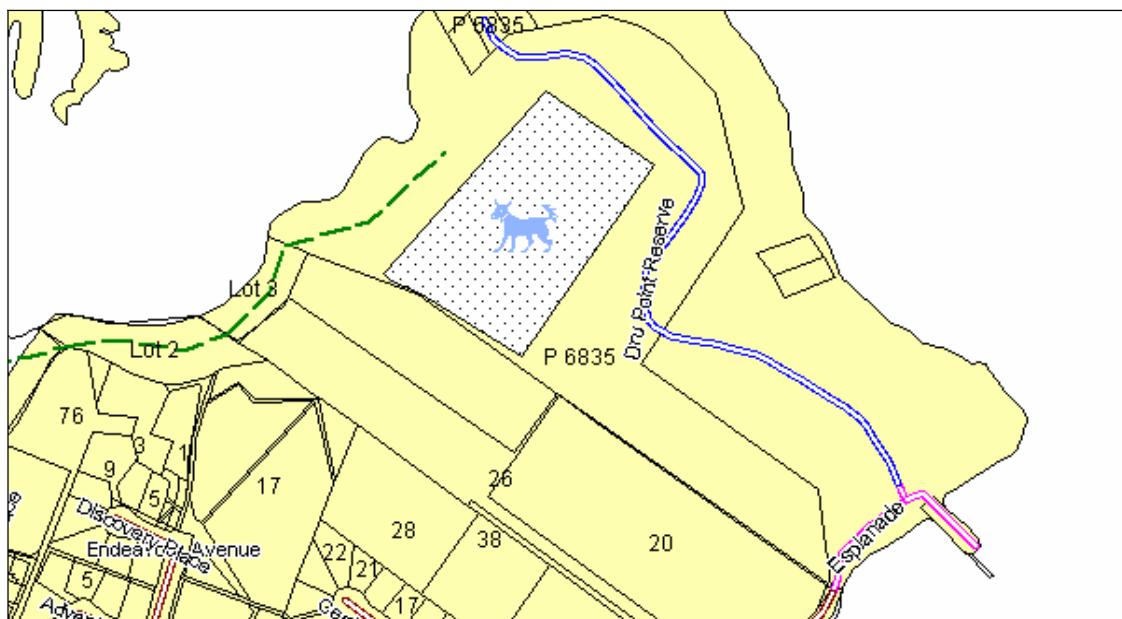 P 6835
Dru Point Reserve
Lot 3
Lot 2
P 6835
76
3
1
9
5
17
26
28
38
20
Discovery Place
Endeavour Avenue
22
21
5
17
Esplanade